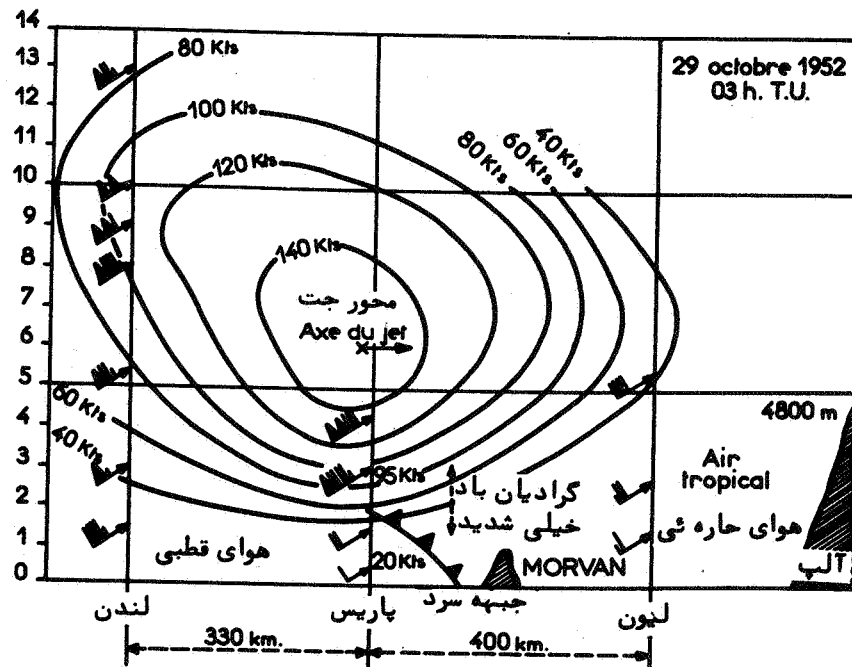 14
13
12
11
10
9
8
7
6
5
4
3
2
1
0
80 Kts
100 Kts
120 Kts
140 Kts
80 Kts
60 Kts
40 Kts
29 octobre 1952
03 h. T.U.
محور جت
Axe du jet
60 Kts
40 Kts
95 Kts
20 Kts
گرادیان باد
خیلی شدید
4800 m
Air
tropical
هوای حاره ئی
هوای قطبی
MORVAN
آلپ
جبهه سرد
لندن
پاریس
لیون
330 km.
400 km.